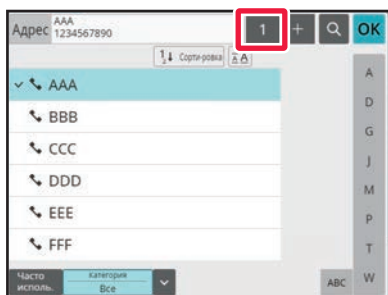 Адрес AAA 1 + OK
1234567890
Сорти-ровка
AAA
BBB
CCC
DDD
EEE
FFF
A
D
G
J
M
P
T
W
Часто
исполь.
Категория
Все
ABC